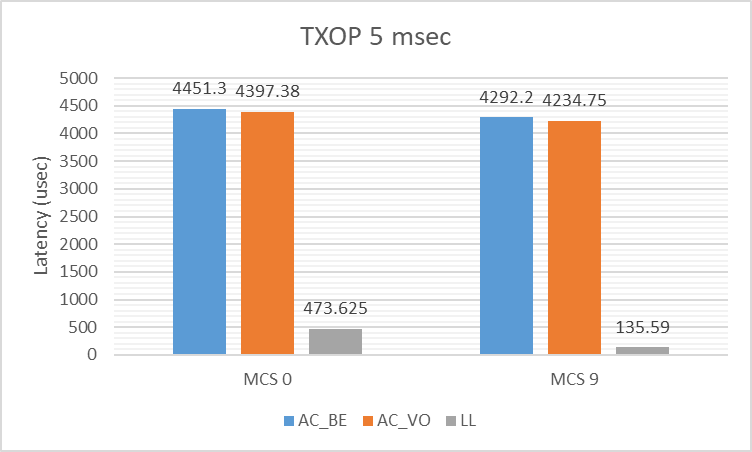 TXOP 5 msec
Latency (usec)
5000
4500
4000
3500
3000
2500
2000
1500
1000
500
0
4451.3
4397.38
473.625
4292.2
4234.75
135.59
MCS 0
MCS 9
AC_BE
AC_VO
LL